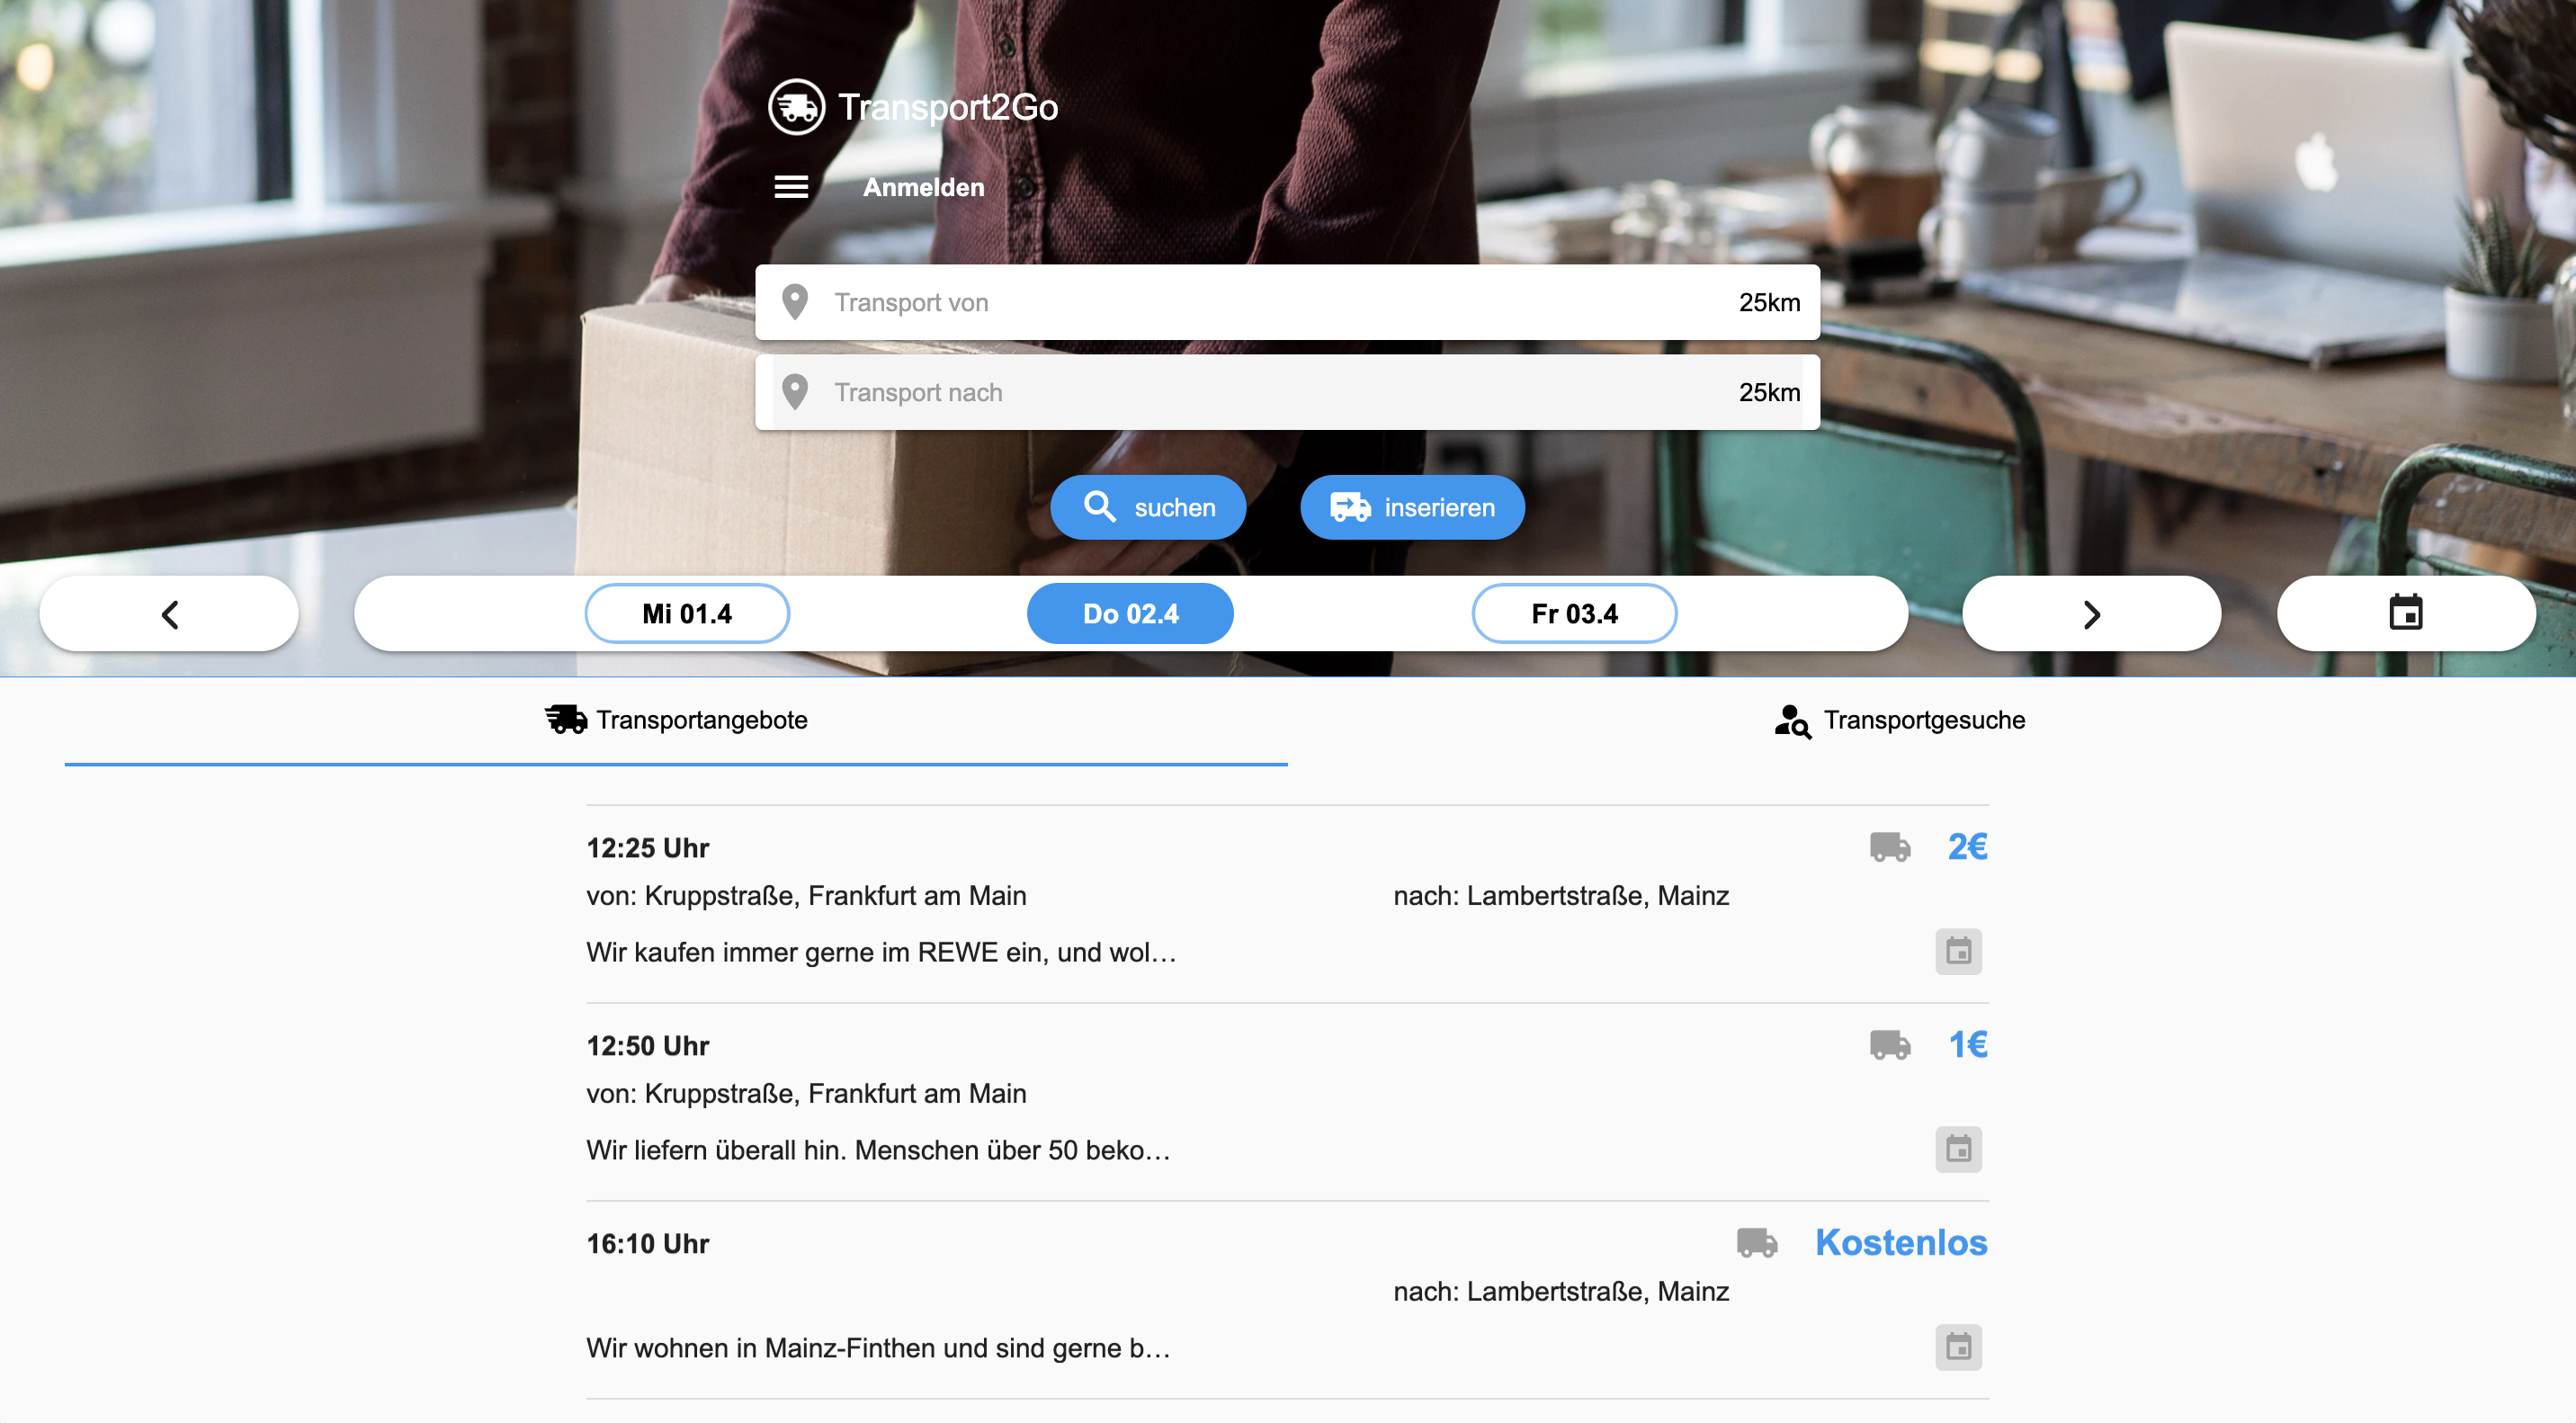 Transport2Go
Anmelden
Transport von 25km
Transport nach 25km
suchen inserieren
Mi 01.4 Do 02.4 Fr 03.4
Transportangebote Transportgesuche
12:25 Uhr 2€
von: Kruppstraße, Frankfurt am Main nach: Lambertstraße, Mainz
Wir kaufen immer gerne im REWE ein, und wol…
12:50 Uhr 1€
von: Kruppstraße, Frankfurt am Main
Wir liefern überall hin. Menschen über 50 beko…
16:10 Uhr Kostenlos
nach: Lambertstraße, Mainz
Wir wohnen in Mainz-Finthen und sind gerne b…